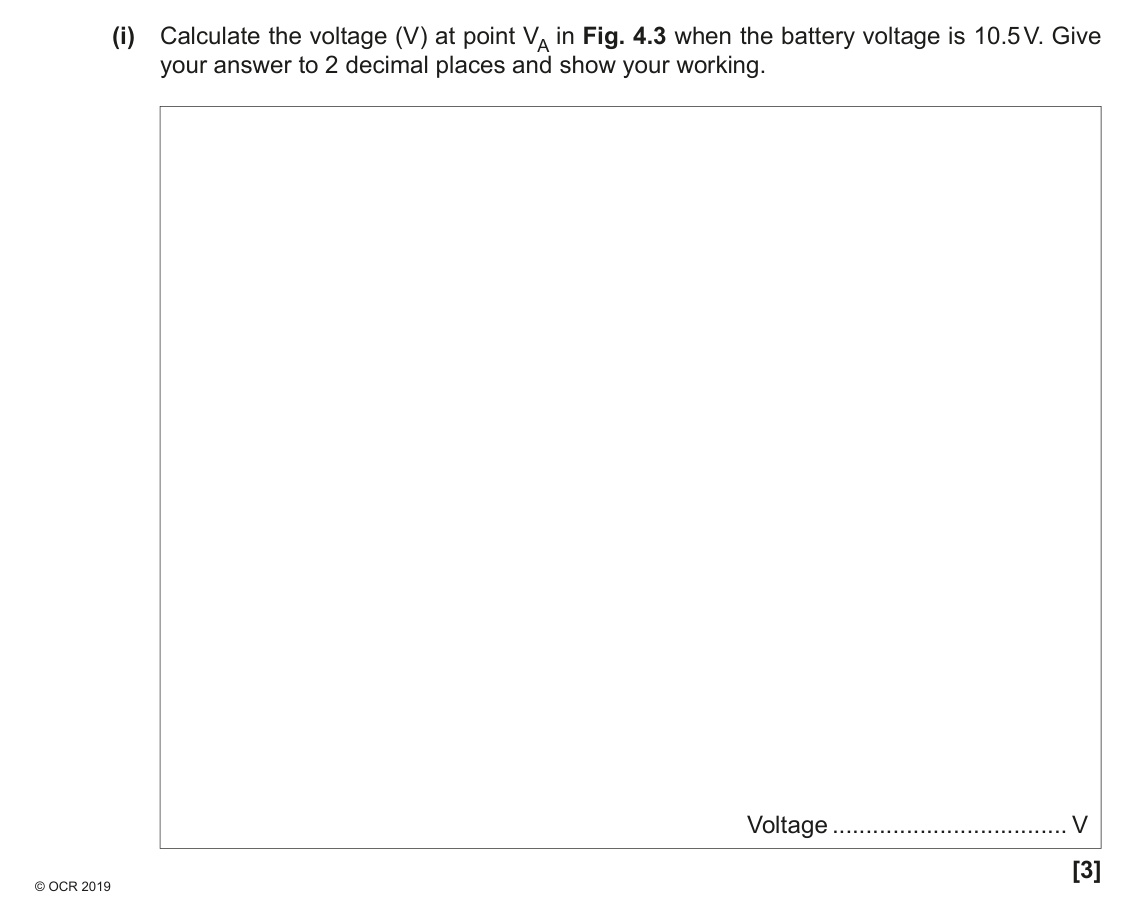 (i) Calculate the voltage (V) at point VA in Fig. 4.3 when the battery voltage is 10.5 V. Give
your answer to 2 decimal places and show your working.
Voltage ................................... V
[3]
© OCR 2019